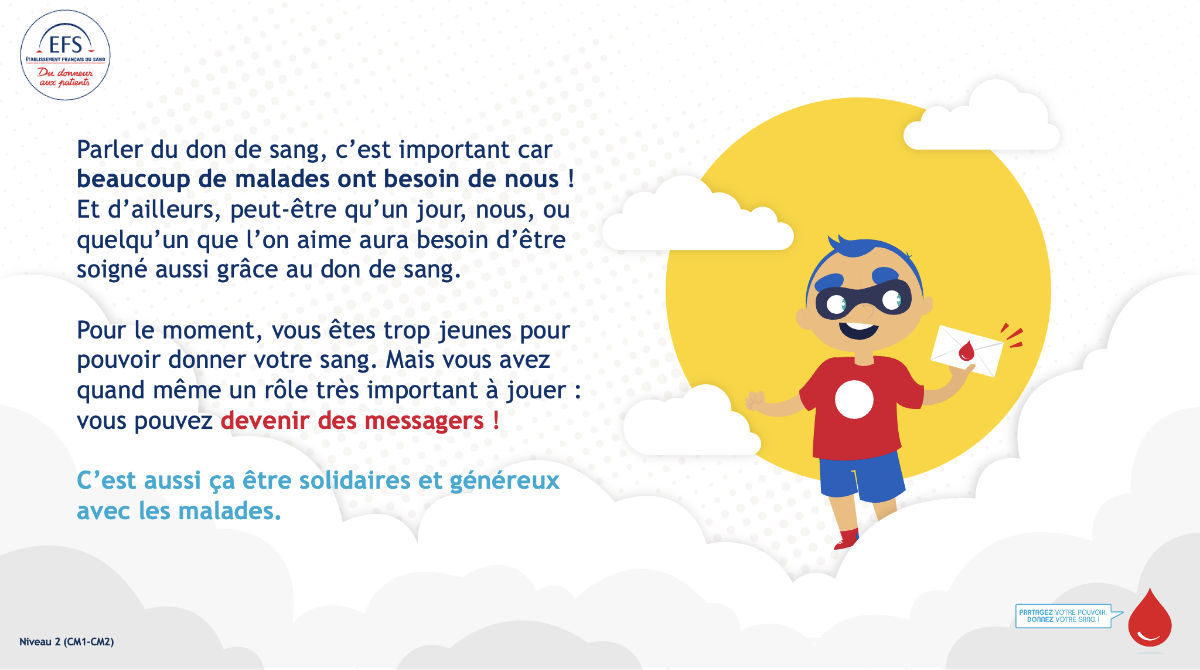 EFS
ÉTABLISSEMENT FRANÇAIS DU SANG
Du donneur
aux patients
Parler du don de sang, c’est important car
beaucoup de malades ont besoin de nous !
Et d’ailleurs, peut-être qu’un jour, nous, ou
quelqu’un que l’on aime aura besoin d’être
soigné aussi grâce au don de sang.
Pour le moment, vous êtes trop jeunes pour
pouvoir donner votre sang. Mais vous avez
quand même un rôle très important à jouer :
vous pouvez devenir des messagers !
C’est aussi ça être solidaires et généreux
avec les malades.
PARTAGEZ VOTRE POUVOIR,
DONNEZ VOTRE SANG !
Niveau 2 (CM1-CM2)